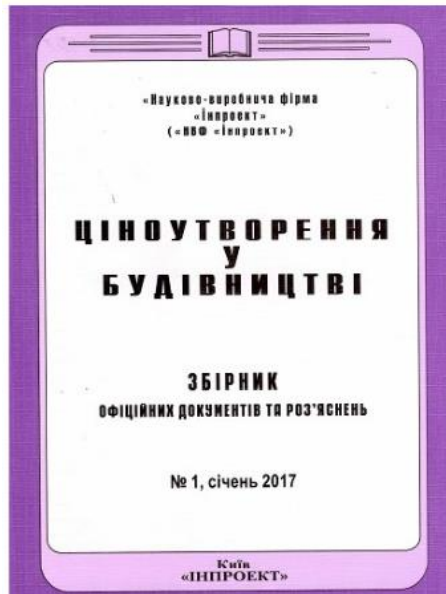 «Науково-виробнича фірма
«Інпроект»
(«НВФ «Інпроект»)
ЦІНОУТВОРЕННЯ
У
БУДІВНИЦТВІ
ЗБІРНИК
ОФІЦІЙНИХ ДОКУМЕНТІВ ТА РОЗ'ЯСНЕНЬ
№ 1, січень 2017
Київ
«ІНПРОЕКТ»